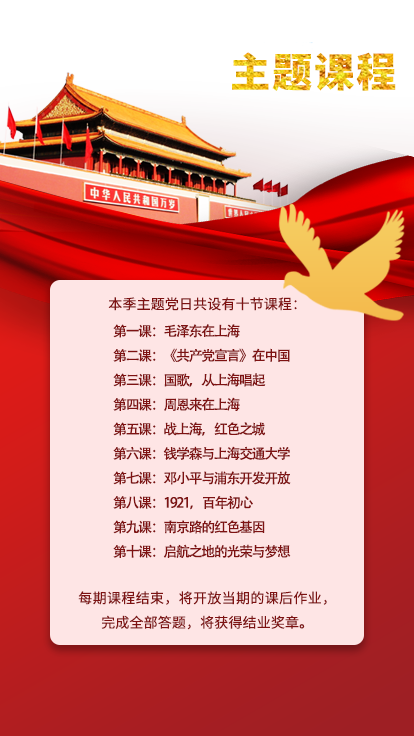 主题课程
中华人民共和国万岁
本季主题党日共设有十节课程：
第一课：毛泽东在上海
第二课：《共产党宣言》在中国
第三课：国歌，从上海唱起
第四课：周恩来在上海
第五课：战上海，红色之城
第六课：钱学森与上海交通大学
第七课：邓小平与浦东开发开放
第八课：1921，百年初心
第九课：南京路的红色基因
第十课：启航之地的光荣与梦想
每期课程结束，将开放当期的课后作业，
完成全部答题，将获得结业奖章。